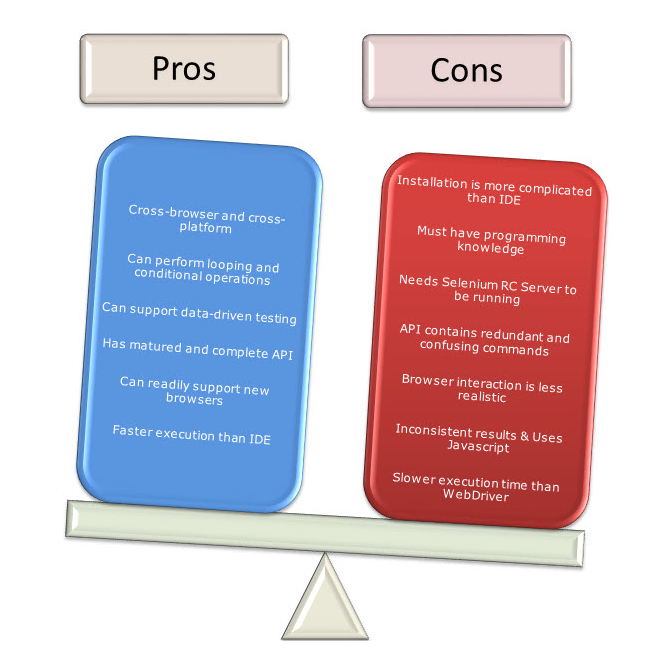 Pros
Cross-browser and cross-
platform
Can perform looping and
conditional operations
Can support data-driven testing
Has matured and complete API
Can readily support new
browsers
Faster execution than IDE
Cons
Installation is more complicated
than IDE
Must have programming
knowledge
Needs Selenium RC Server to
be running
API contains redundant and
confusing commands
Browser interaction is less
realistic
Inconsistent results & Uses
Javascript
Slower execution time than
WebDriver